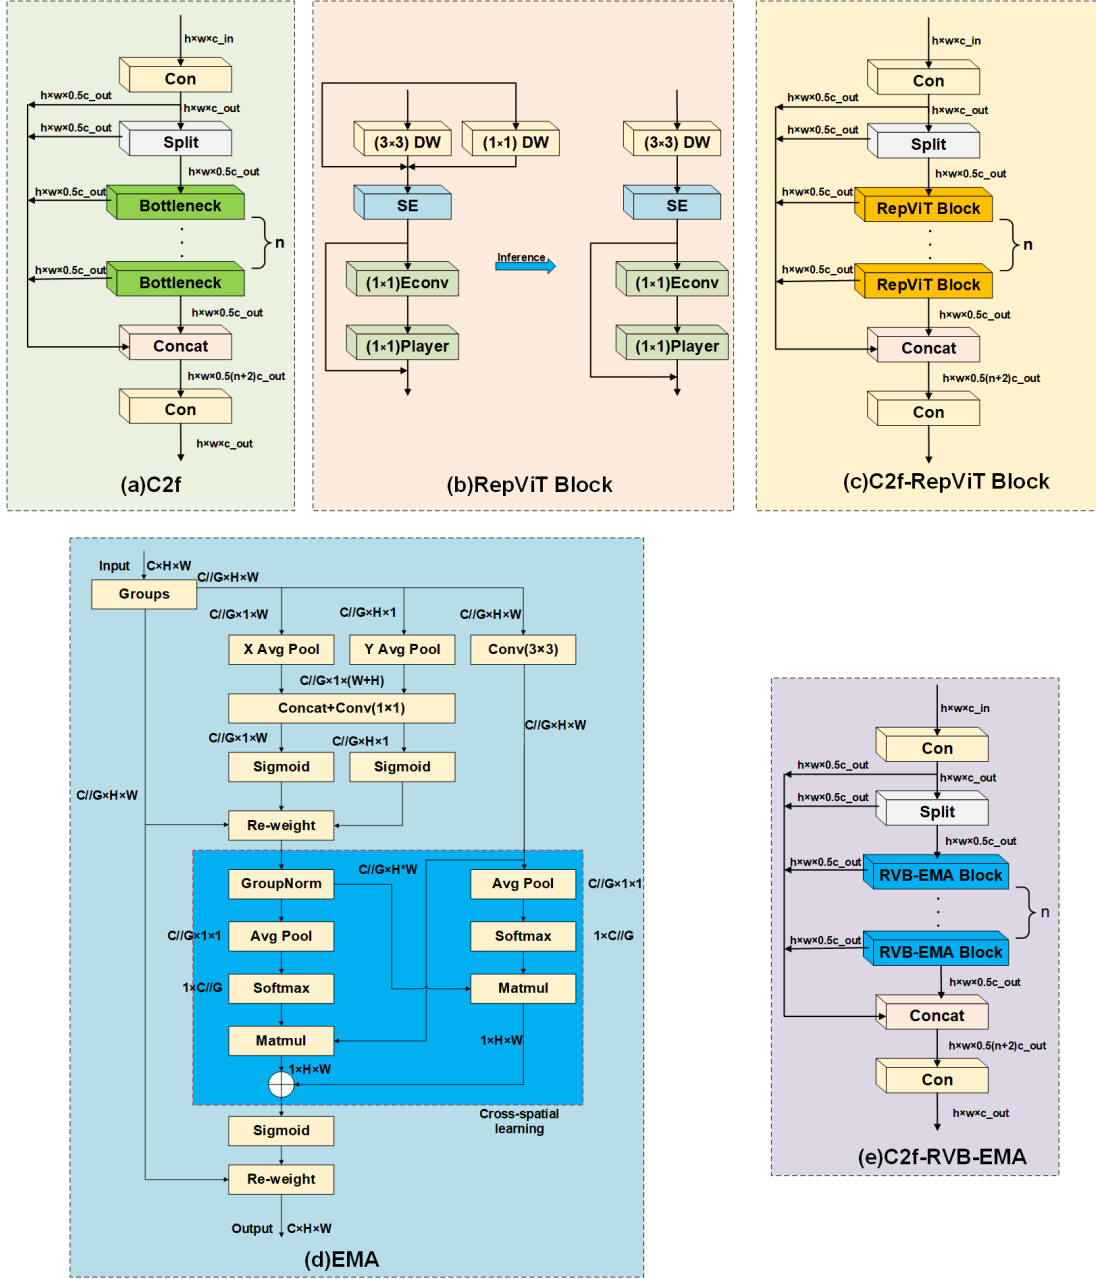 h×w×c_in
Con
h×w×0.5c_out
h×w×c_out
h×w×0.5c_out
Split
h×w×0.5c_out
h×w×0.5c_out
Bottleneck
n
h×w×0.5c_out
Bottleneck
h×w×0.5c_out
Concat
h×w×0.5(n+2)c_out
Con
h×w×c_out
(a)C2f
(3×3) DW
(1×1) DW
SE
(1×1)Econv
(1×1)Player
Inference
(3×3) DW
SE
(1×1)Econv
(1×1)Player
(b)RepViT Block
h×w×c_in
Con
h×w×0.5c_out
h×w×c_out
h×w×0.5c_out
Split
h×w×0.5c_out
h×w×0.5c_out
RepViT Block
n
h×w×0.5c_out
RepViT Block
h×w×0.5c_out
Concat
h×w×0.5(n+2)c_out
Con
(c)C2f-RepViT Block
Input
C×H×W
Groups
C//G×H×W
C//G×1×W
C//G×H×1
C//G×H×W
X Avg Pool
Y Avg Pool
Conv(3×3)
C//G×1×(W+H)
Concat+Conv(1×1)
C//G×1×W
C//G×H×1
C//G×H×W
Sigmoid
Sigmoid
C//G×H×W
Re-weight
C//G×H*W
GroupNorm
Avg Pool
C//G×1×1
C//G×1×1
Avg Pool
Softmax
1×C//G
1×C//G
Softmax
Matmul
Matmul
1×H×W
1×H×W
Cross-spatial
learning
Sigmoid
Re-weight
Output
C×H×W
(d)EMA
h×w×c_in
Con
h×w×0.5c_out
h×w×c_out
h×w×0.5c_out
Split
h×w×0.5c_out
h×w×0.5c_out
RVB-EMA Block
n
h×w×0.5c_out
RVB-EMA Block
h×w×0.5c_out
Concat
h×w×0.5(n+2)c_out
Con
h×w×c_out
(e)C2f-RVB-EMA